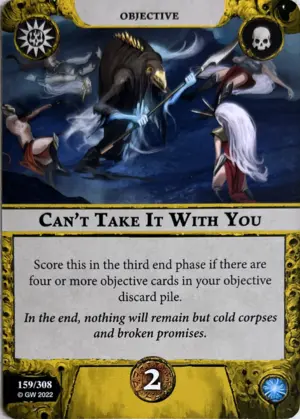 OBJECTIVE
CAN'T TAKE IT WITH YOU
Score this in the third end phase if there are
four or more objective cards in your objective
discard pile.
In the end, nothing will remain but cold corpses
and broken promises.
159/308
© GW 2022
2